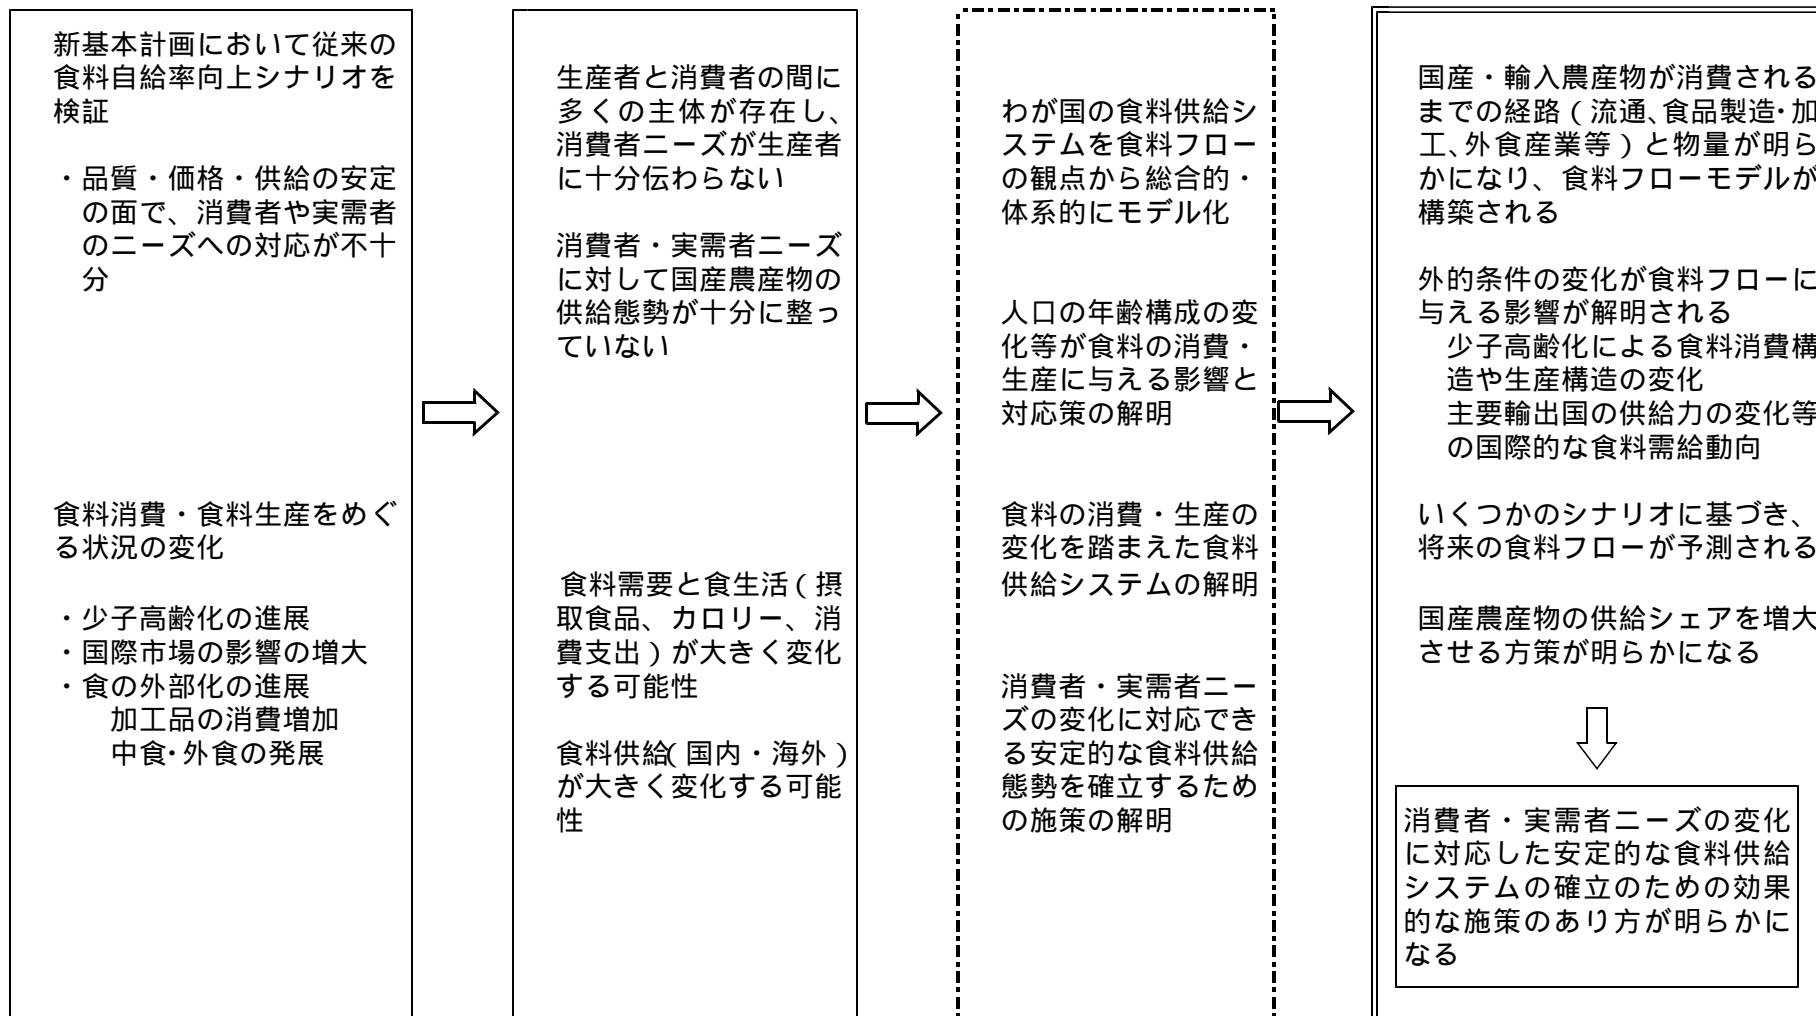 新基本計画において従来の
食料自給率向上シナリオを
検証
・品質・価格・供給の安定
の面で、消費者や実需者
のニーズへの対応が不十
分
食料消費・食料生産をめぐ
る状況の変化
・少子高齢化の進展
・国際市場の影響の増大
・食の外部化の進展
加工品の消費増加
中食・外食の発展
生産者と消費者の間に
多くの主体が存在し、
消費者ニーズが生産者
に十分伝わらない
消費者・実需者ニーズ
に対して国産農産物の
供給態勢が十分に整っ
ていない
食料需要と食生活(摂
取食品、カロリー、消
費支出)が大きく変化
する可能性
食料供給(国内・海外)
が大きく変化する可能
性
わが国の食料供給シ
ステムを食料フロー
の観点から総合的・
体系的にモデル化
人口の年齢構成の変
化等が食料の消費・
生産に与える影響と
対応策の解明
食料の消費・生産の
変化を踏まえた食料
供給システムの解明
消費者・実需者ニー
ズの変化に対応でき
る安定的な食料供給
態勢を確立するため
の施策の解明
国産・輸入農産物が消費される
までの経路(流通、食品製造・加
工、外食産業等)と物量が明ら
かになり、食料フローモデルが
構築される
外的条件の変化が食料フローに
与える影響が解明される
少子高齢化による食料消費構
造や生産構造の変化
主要輸出国の供給力の変化等
の国際的な食料需給動向
いくつかのシナリオに基づき、
将来の食料フローが予測される
国産農産物の供給シェアを増大
させる方策が明らかになる
消費者・実需者ニーズの変化
に対応した安定的な食料供給
システムの確立のための効果
的な施策のあり方が明らかに
なる